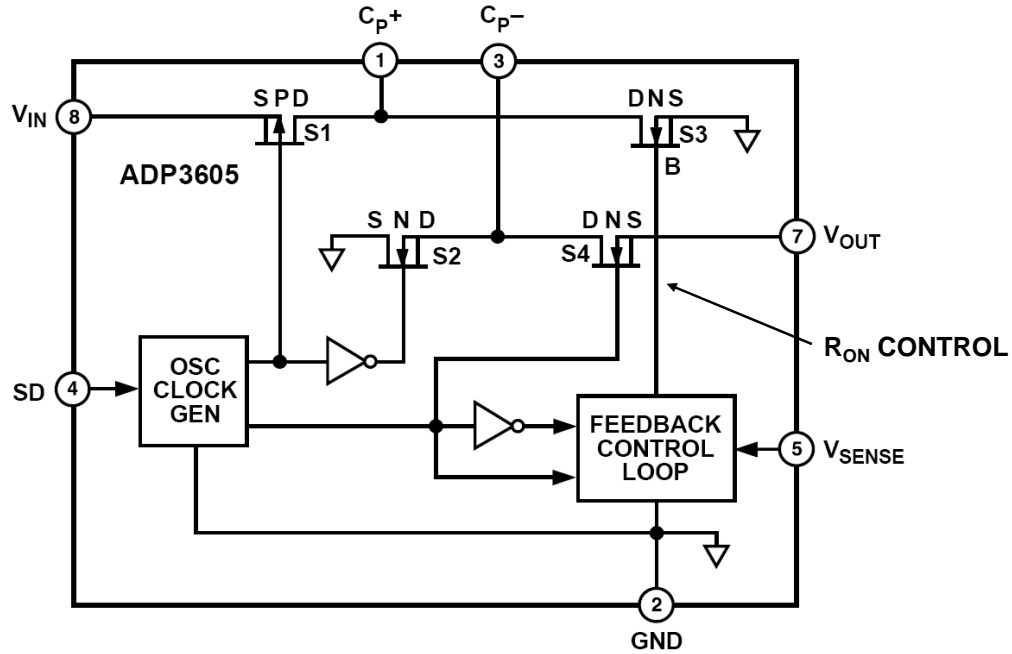 CP+
CP−
1
3
S P D
D N S
VIN
8
S1
S3
ADP3605
B
S N D
D N S
7
VOUT
S2
S4
RON CONTROL
OSC
CLOCK
GEN
SD
4
FEEDBACK
CONTROL
LOOP
5
VSENSE
2
GND